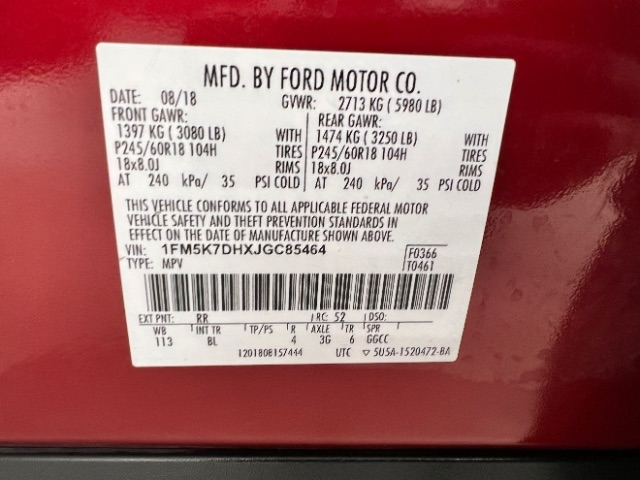 MFD. BY FORD MOTOR CO.
DATE: 08/18 GVWR: 2713 KG ( 5980 LB)
FRONT GAWR: REAR GAWR:
1397 KG ( 3080 LB) WITH 1474 KG ( 3250 LB) WITH
P245/60R18 104H TIRES P245/60R18 104H TIRES
18x8.0J RIMS 18x8.0J RIMS
AT 240 kPa/ 35 PSI COLD AT 240 kPa/ 35 PSI COLD
THIS VEHICLE CONFORMS TO ALL APPLICABLE FEDERAL MOTOR
VEHICLE SAFETY AND THEFT PREVENTION STANDARDS IN
EFFECT ON THE DATE OF MANUFACTURE SHOWN ABOVE.
VIN: 1FM5K7DHXJGC85464 F0366
TYPE: MPV T0461
EXT PNT: RR RC: 52 DSO:
WB INT TR TP/PS R AXLE TR SPR
113 BL 4 3G 6 GGCC
1201808157444 UTC ▽ 5U5A-1520472-BA